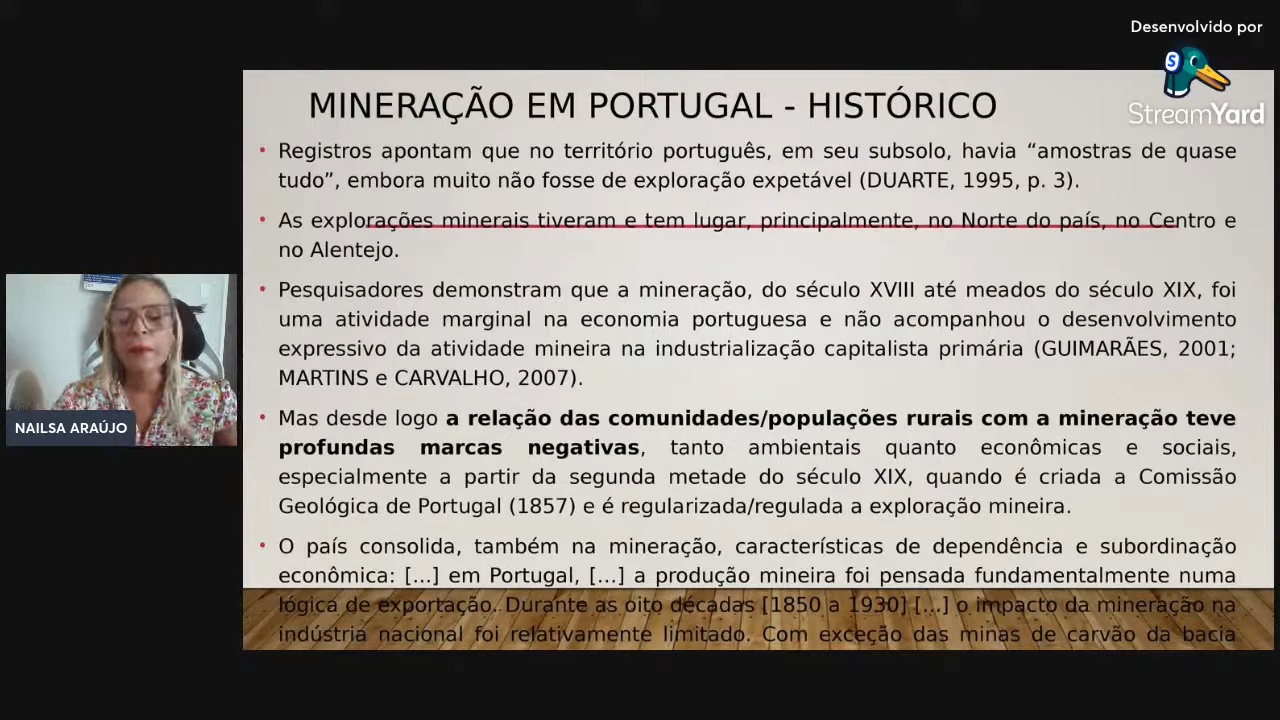 Desenvolvido por
StreamYard
MINERAÇÃO EM PORTUGAL - HISTÓRICO
• Registros apontam que no território português, em seu subsolo, havia “amostras de quase
tudo”, embora muito não fosse de exploração expetável (DUARTE, 1995, p. 3).
• As explorações minerais tiveram e tem lugar, principalmente, no Norte do país, no Centro e
no Alentejo.
• Pesquisadores demonstram que a mineração, do século XVIII até meados do século XIX, foi
uma atividade marginal na economia portuguesa e não acompanhou o desenvolvimento
expressivo da atividade mineira na industrialização capitalista primária (GUIMARÃES, 2001;
MARTINS e CARVALHO, 2007).
• Mas desde logo a relação das comunidades/populações rurais com a mineração teve
profundas marcas negativas, tanto ambientais quanto econômicas e sociais,
especialmente a partir da segunda metade do século XIX, quando é criada a Comissão
Geológica de Portugal (1857) e é regularizada/regulada a exploração mineira.
• O país consolida, também na mineração, características de dependência e subordinação
econômica: [...] em Portugal, [...] a produção mineira foi pensada fundamentalmente numa
lógica de exportação. Durante as oito décadas [1850 a 1930] [...] o impacto da mineração na
indústria nacional foi relativamente limitado. Com exceção das minas de carvão da bacia
NAILSA ARAÚJO